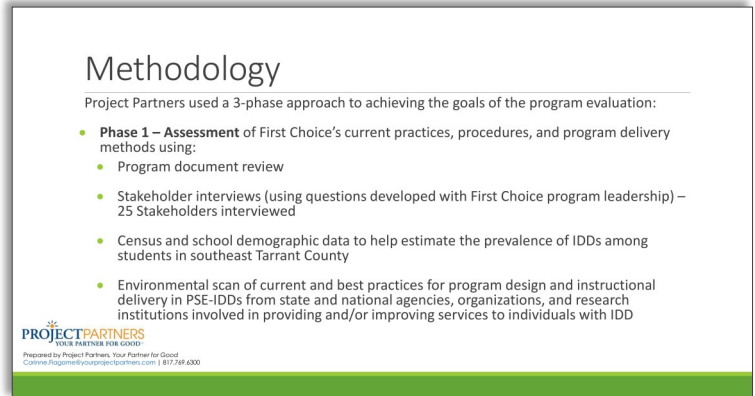 Methodology
Project Partners used a 3-phase approach to achieving the goals of the program evaluation:
Phase 1 – Assessment of First Choice's current practices, procedures, and program delivery
methods using:
Program document review
Stakeholder interviews (using questions developed with First Choice program leadership) –
25 Stakeholders interviewed
Census and school demographic data to help estimate the prevalence of IDDs among
students in southeast Tarrant County
Environmental scan of current and best practices for program design and instructional
delivery in PSE-IDDs from state and national agencies, organizations, and research
institutions involved in providing and/or improving services to individuals with IDD
PROJECTPARTNERS
YOUR PARTNER FOR GOOD
Prepared by Project Partners, Your Partner for Good
Corinne.Fiagome@yourprojectpartners.com | 817.769.6300